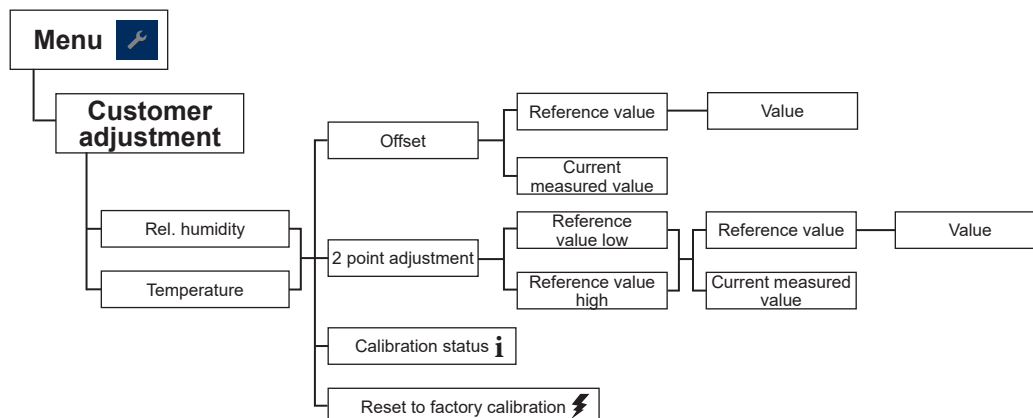 Menu
Customer
adjustment
Offset
Reference value
Value
Current
measured value
Rel. humidity
Temperature
2 point adjustment
Reference
value low
Reference value
high
Reference value
Value
Current measured
value
Calibration status i
Reset to factory calibration